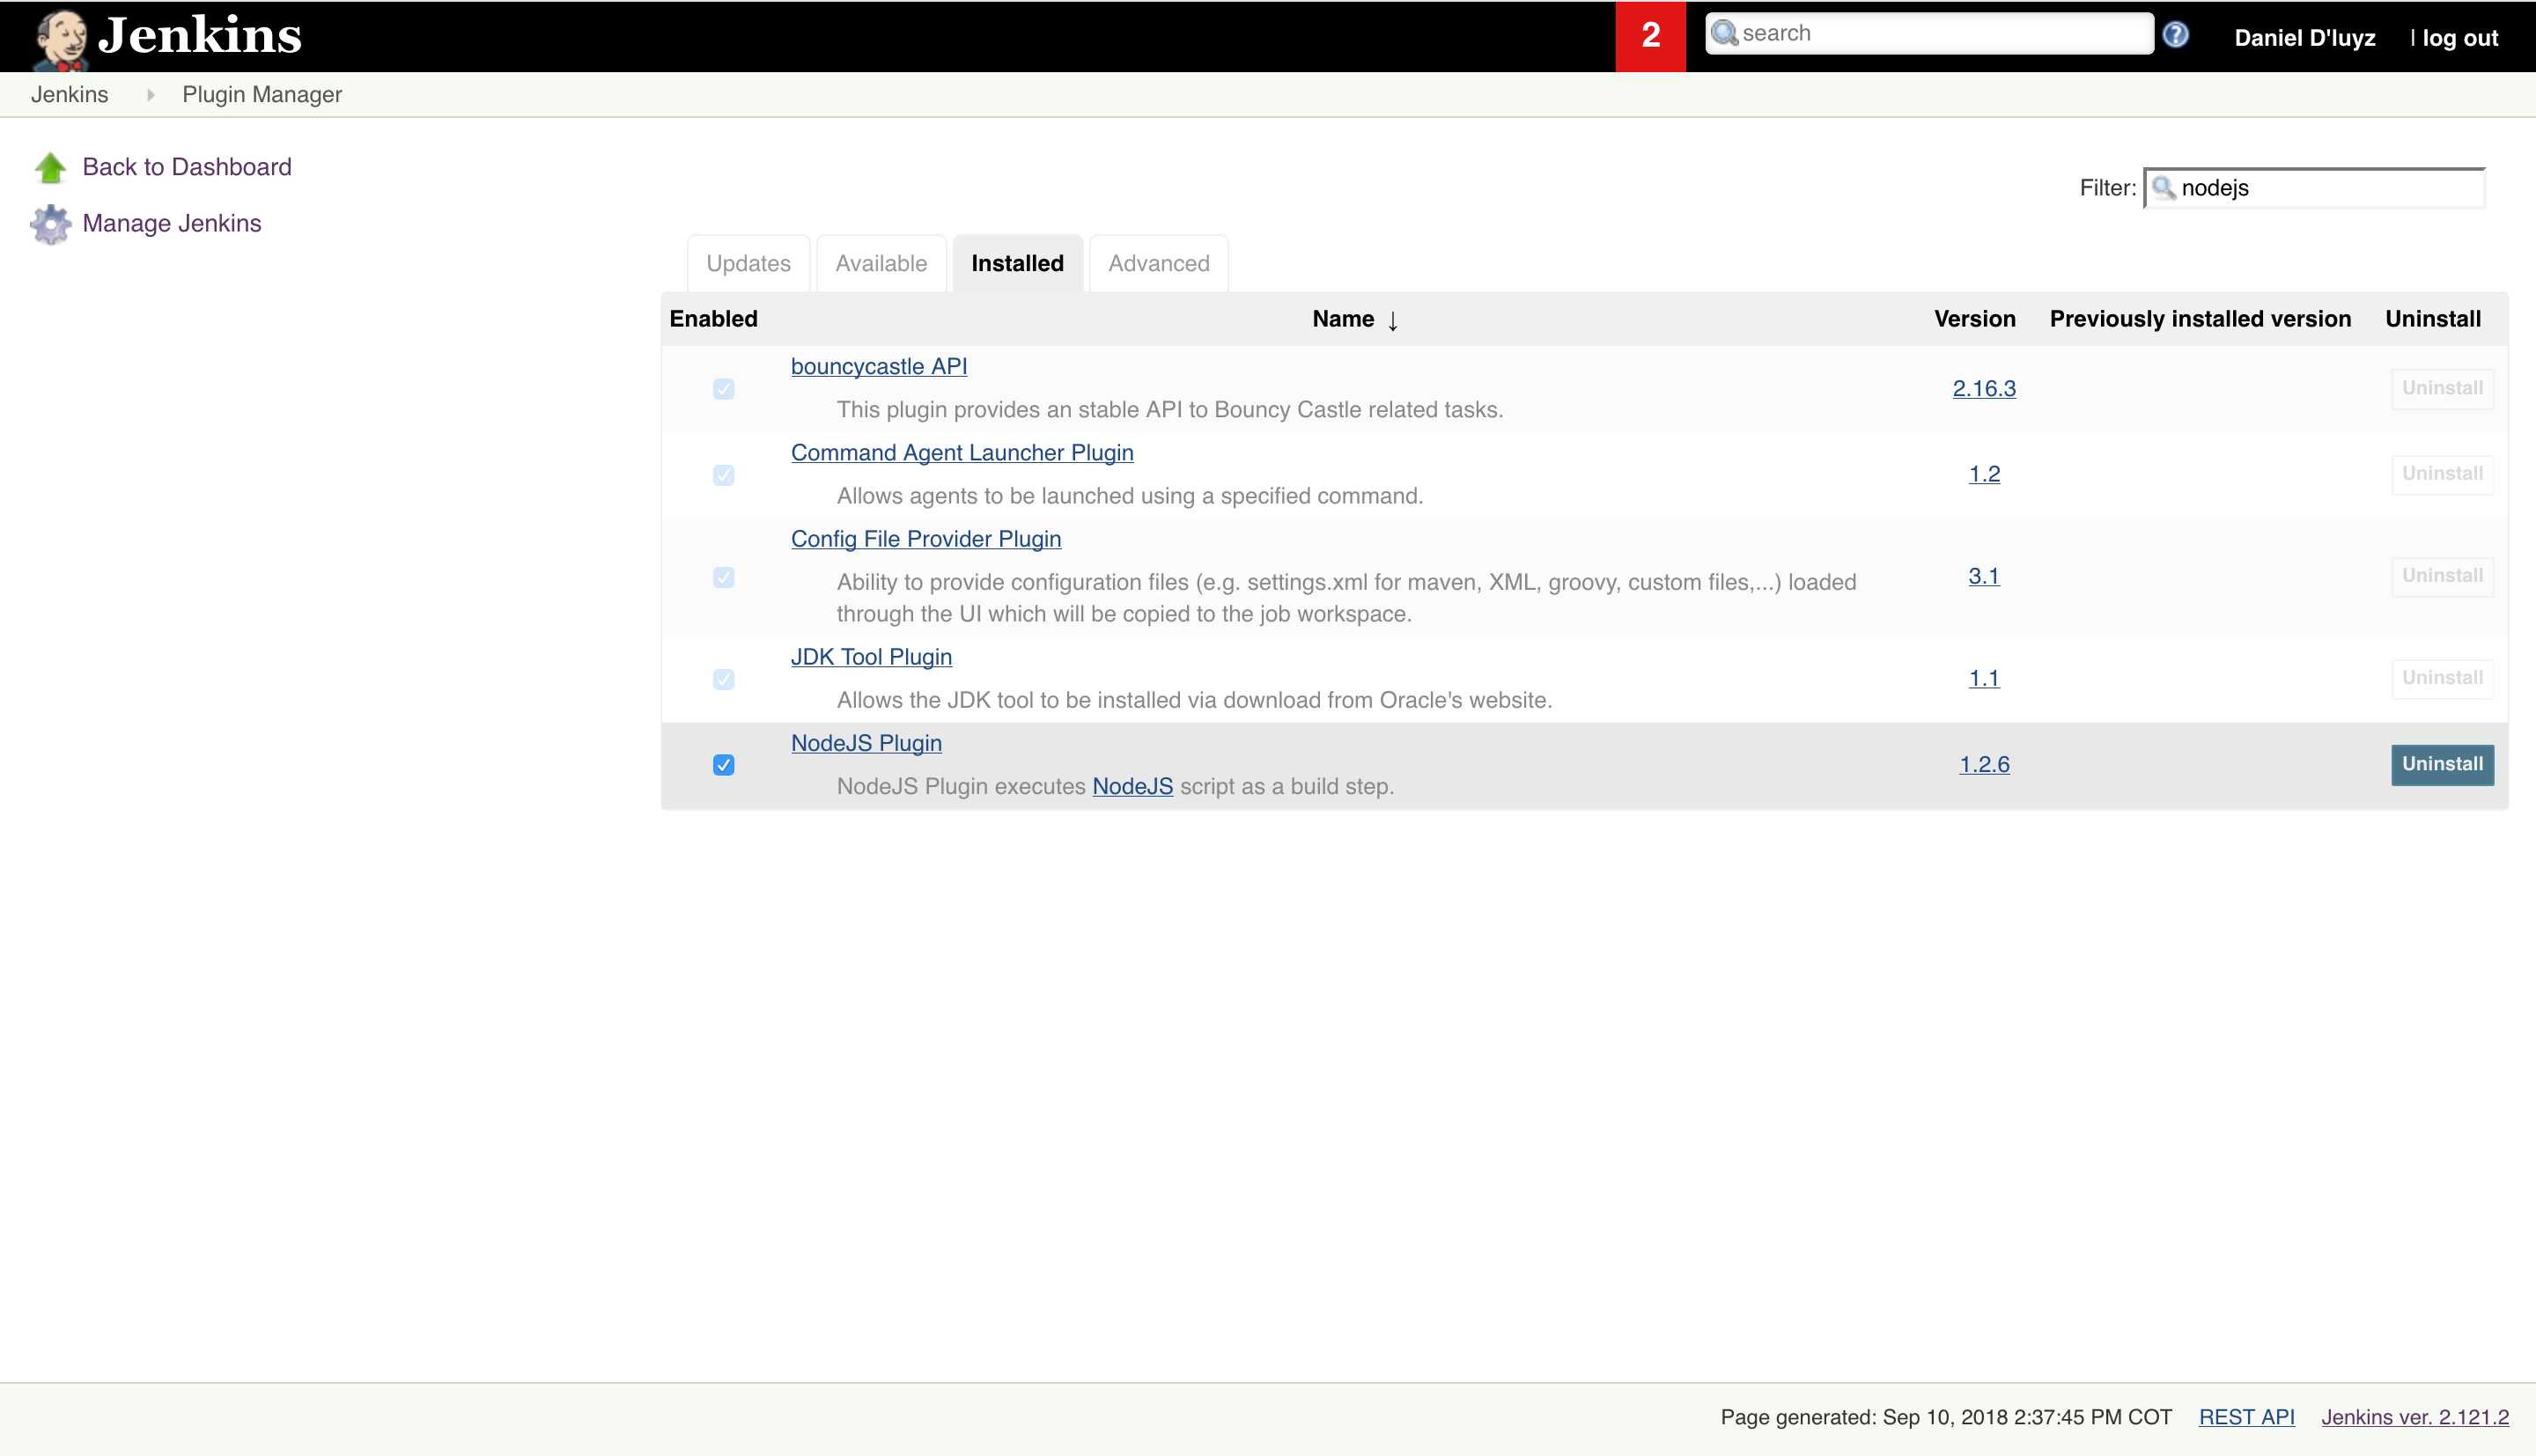 Jenkins
2
search
Daniel D'luyz
| log out
Jenkins
Plugin Manager
Back to Dashboard
Manage Jenkins
Filter: nodejs
Updates
Available
Installed
Advanced
Enabled
Name ↓
Version
Previously installed version
Uninstall
bouncycastle API
This plugin provides an stable API to Bouncy Castle related tasks.
2.16.3
Uninstall
Command Agent Launcher Plugin
Allows agents to be launched using a specified command.
1.2
Uninstall
Config File Provider Plugin
Ability to provide configuration files (e.g. settings.xml for maven, XML, groovy, custom files,...) loaded
through the UI which will be copied to the job workspace.
3.1
Uninstall
JDK Tool Plugin
Allows the JDK tool to be installed via download from Oracle's website.
1.1
Uninstall
NodeJS Plugin
NodeJS Plugin executes NodeJS script as a build step.
1.2.6
Uninstall
Page generated: Sep 10, 2018 2:37:45 PM COT
REST API
Jenkins ver. 2.121.2